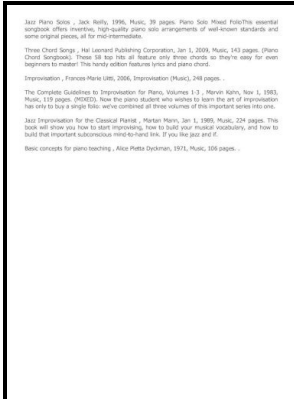 Jazz Piano Solos , Jack Reilly, 1996, Music, 39 pages. Piano Solo Mixed FolioThis essential
songbook offers inventive, high-quality piano solo arrangements of well-known standards and
some original pieces, all for mid-intermediate.
Three Chord Songs , Hal Leonard Publishing Corporation, Jan 1, 2009, Music, 143 pages. (Piano
Chord Songbook). These 58 top hits all feature only three chords so they're easy for even
beginners to master! This handy edition features lyrics and piano chord.
Improvisation , Frances Marie Uitti, 2006, Improvisation (Music), 248 pages. .
The Complete Guidelines to Improvisation for Piano, Volumes 1-3 , Marvin Kahn, Nov 1, 1983,
Music, 119 pages. (MIXED). Now the piano student who wishes to learn the art of improvisation
has only to buy a single folio: we've combined all three volumes of this important series into one.
Jazz Improvisation for the Classical Pianist , Marten Mann, Jan 1, 1989, Music, 224 pages. This
book will show you how to start improvising, how to build your musical vocabulary, and how to
build that important subconscious mind-to-hand link. If you like jazz and if.
Basic concepts for piano teaching , Alice Pletta Dyckman, 1971, Music, 106 pages. .